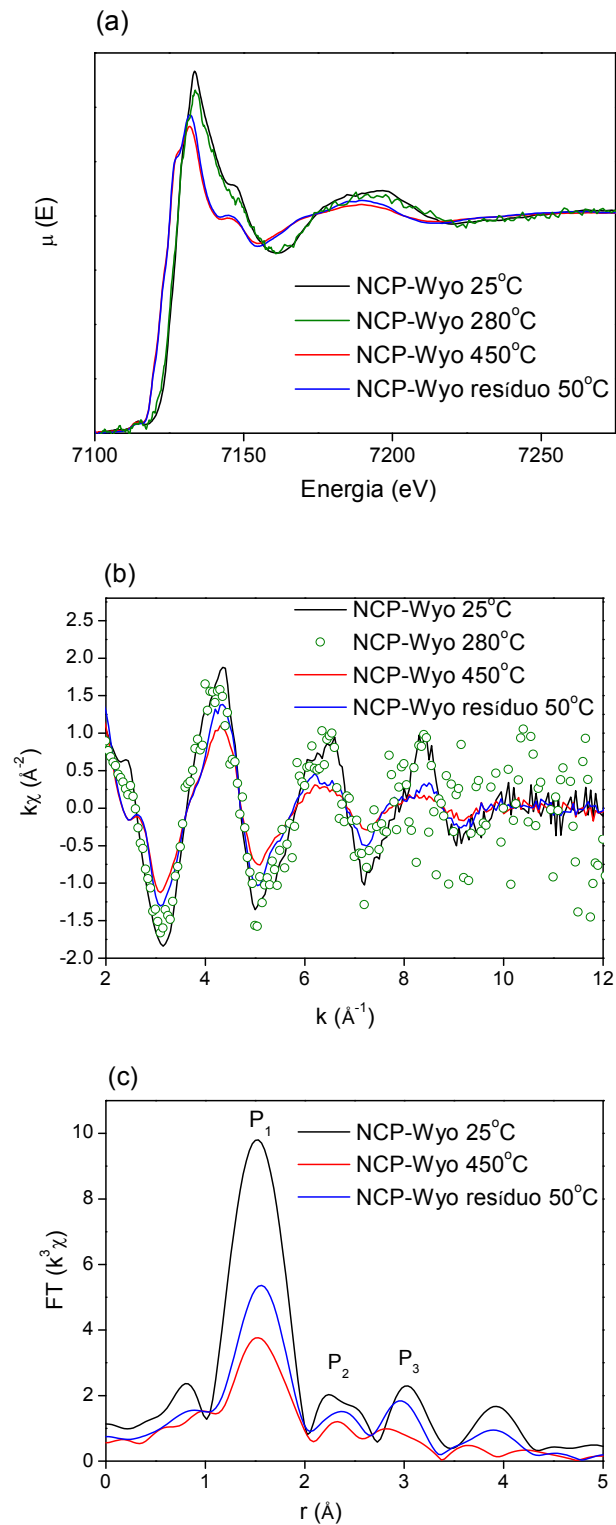 (a)
μ (E)
NCP-Wyo 25°C
NCP-Wyo 280°C
NCP-Wyo 450°C
NCP-Wyo resíduo 50°C
7100 7150 7200 7250
Energia (eV)
(b)
kχ (Å⁻²)
2.5
2.0
1.5
1.0
0.5
0.0
-0.5
-1.0
-1.5
-2.0
NCP-Wyo 25°C
NCP-Wyo 280°C
NCP-Wyo 450°C
NCP-Wyo resíduo 50°C
2 4 6 8 10 12
k (Å⁻¹)
(c)
FT (k³χ)
10
8
6
4
2
0
P₁
P₂
P₃
NCP-Wyo 25°C
NCP-Wyo 450°C
NCP-Wyo resíduo 50°C
0 1 2 3 4 5
r (Å)